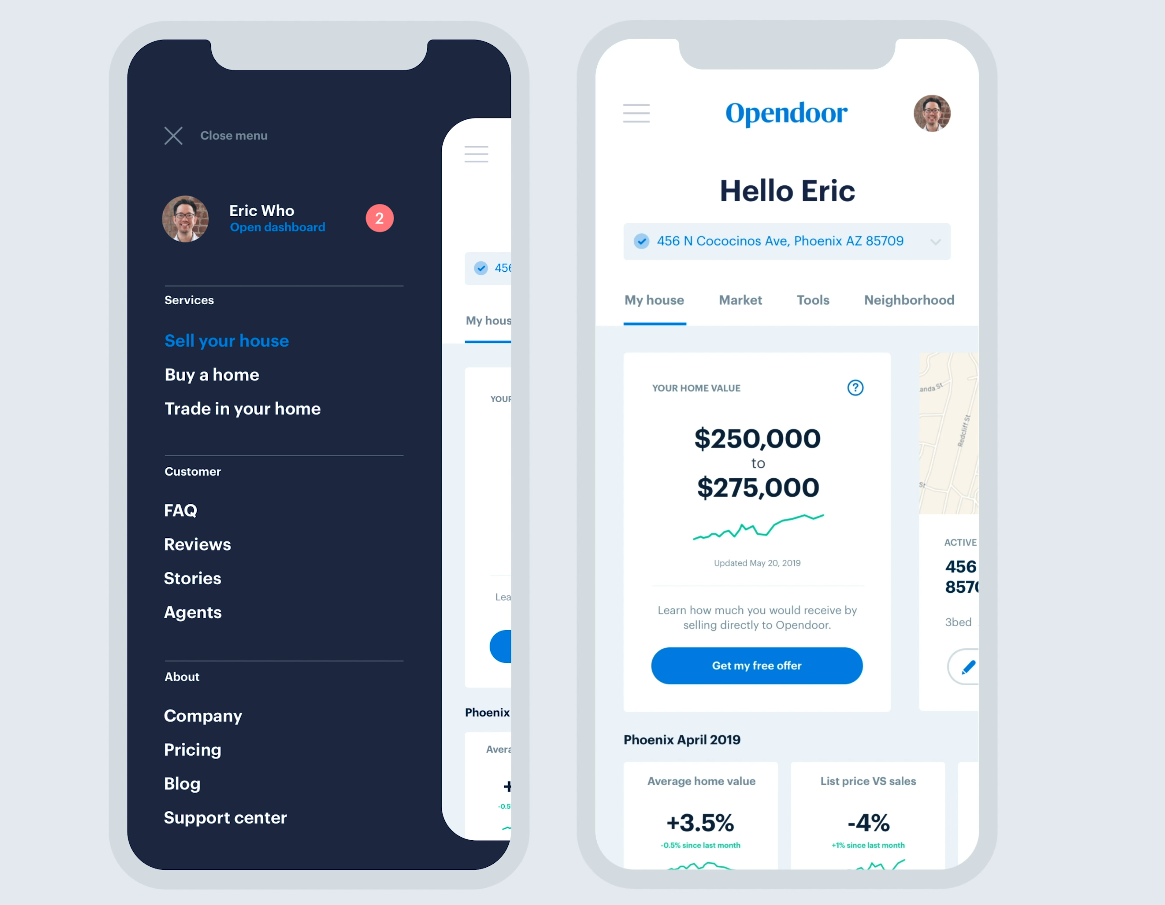 Close menu
Eric Who
Open dashboard
2
Services
Sell your house
Buy a home
Trade in your home
Customer
FAQ
Reviews
Stories
Agents
About
Company
Pricing
Blog
Support center
456
My hous
YOUR
Lea
Phoenix
Avera
+
-0.5
Opendoor
Hello Eric
456 N Cococinos Ave, Phoenix AZ 85709
My house
Market
Tools
Neighborhood
YOUR HOME VALUE
?
$250,000
to
$275,000
Updated May 20, 2019
Learn how much you would receive by
selling directly to Opendoor.
Get my free offer
anda St
Redcliff St
St
ACTIVE
456
8570
3bed
Phoenix April 2019
Average home value
+3.5%
-0.5% since last month
List price VS sales
-4%
+1% since last month